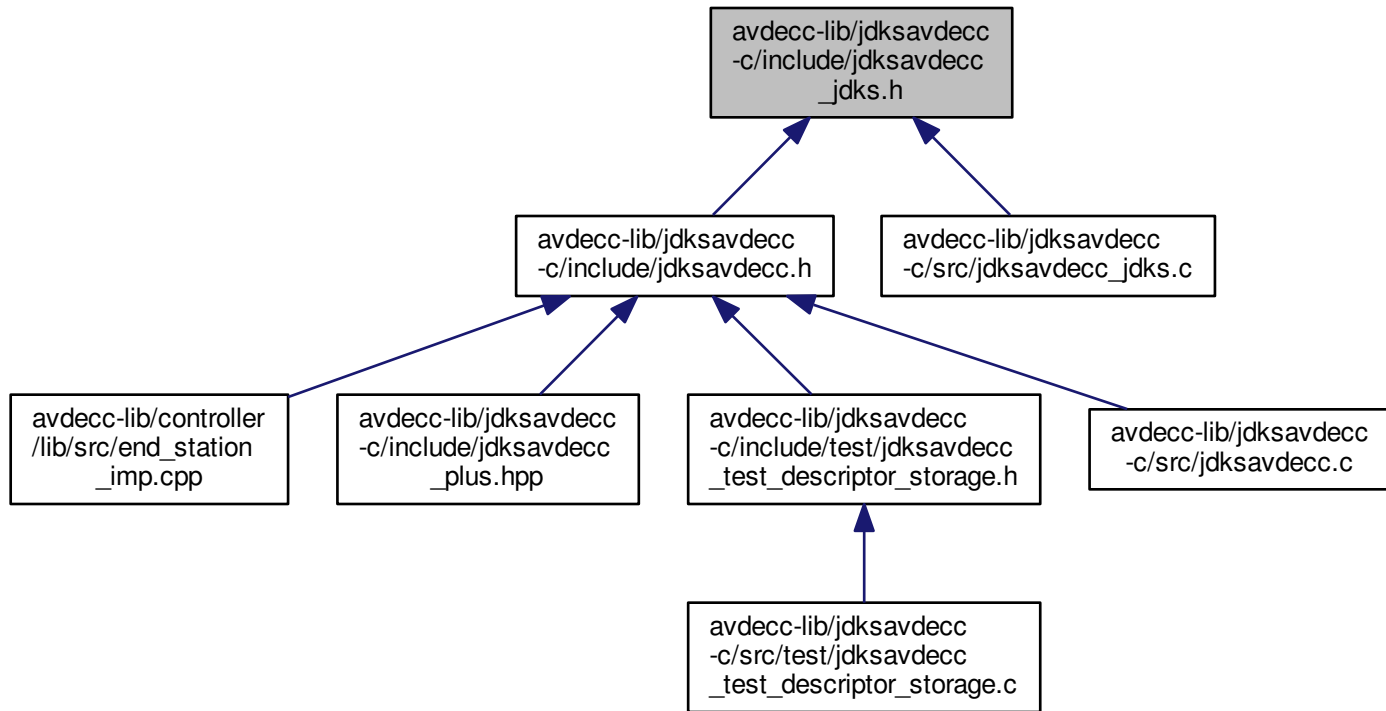 avdecc-lib/jdksavdecc
-c/include/jdksavdecc
_jdks.h
avdecc-lib/jdksavdecc
-c/include/jdksavdecc.h
avdecc-lib/jdksavdecc
-c/src/jdksavdecc_jdks.c
avdecc-lib/controller
/lib/src/end_station
_imp.cpp
avdecc-lib/jdksavdecc
-c/include/jdksavdecc
_plus.hpp
avdecc-lib/jdksavdecc
-c/include/test/jdksavdecc
_test_descriptor_storage.h
avdecc-lib/jdksavdecc
-c/src/jdksavdecc.c
avdecc-lib/jdksavdecc
-c/src/test/jdksavdecc
_test_descriptor_storage.c